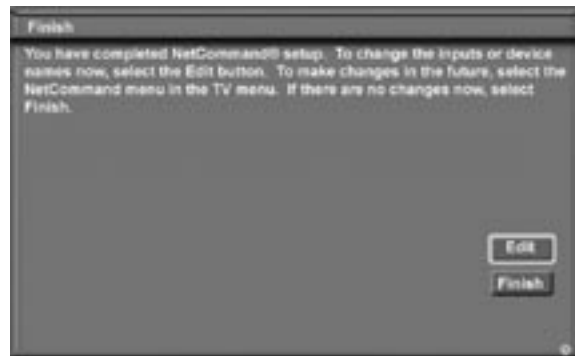 Finish
You have completed NetCommand® setup. To change the inputs or device
names now, select the Edit button. To make changes in the future, select the
NetCommand menu in the TV menu. If there are no changes now, select
Finish.
Edit
Finish